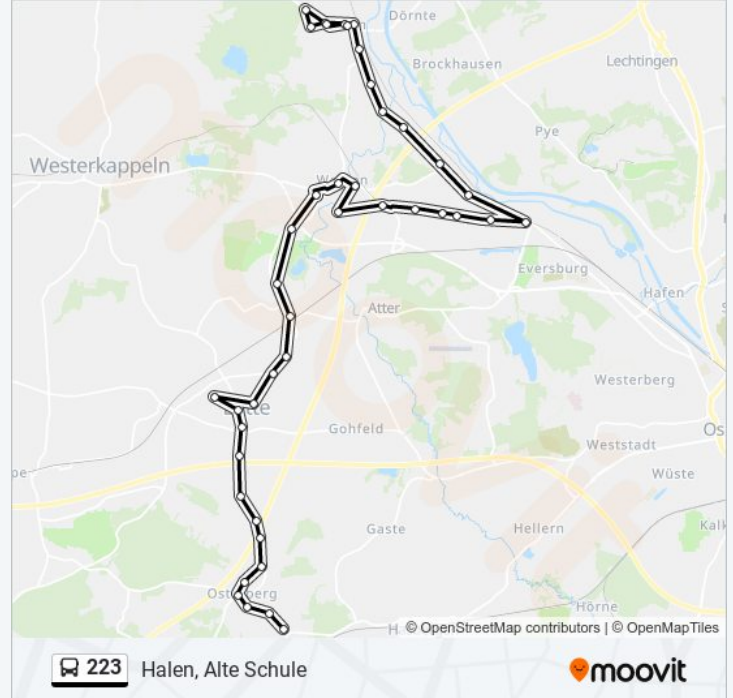 Dörnte
Brockhausen
Lechtingen
Pye
Westerkappeln
Eversburg
Hafen
Atter
Westerberg
Gohfeld
Os
Weststadt
Wüste
Gaste
Hellern
Kalk
Hörne
© OpenStreetMap contributors | © OpenMapTiles
223 Halen, Alte Schule
moovit